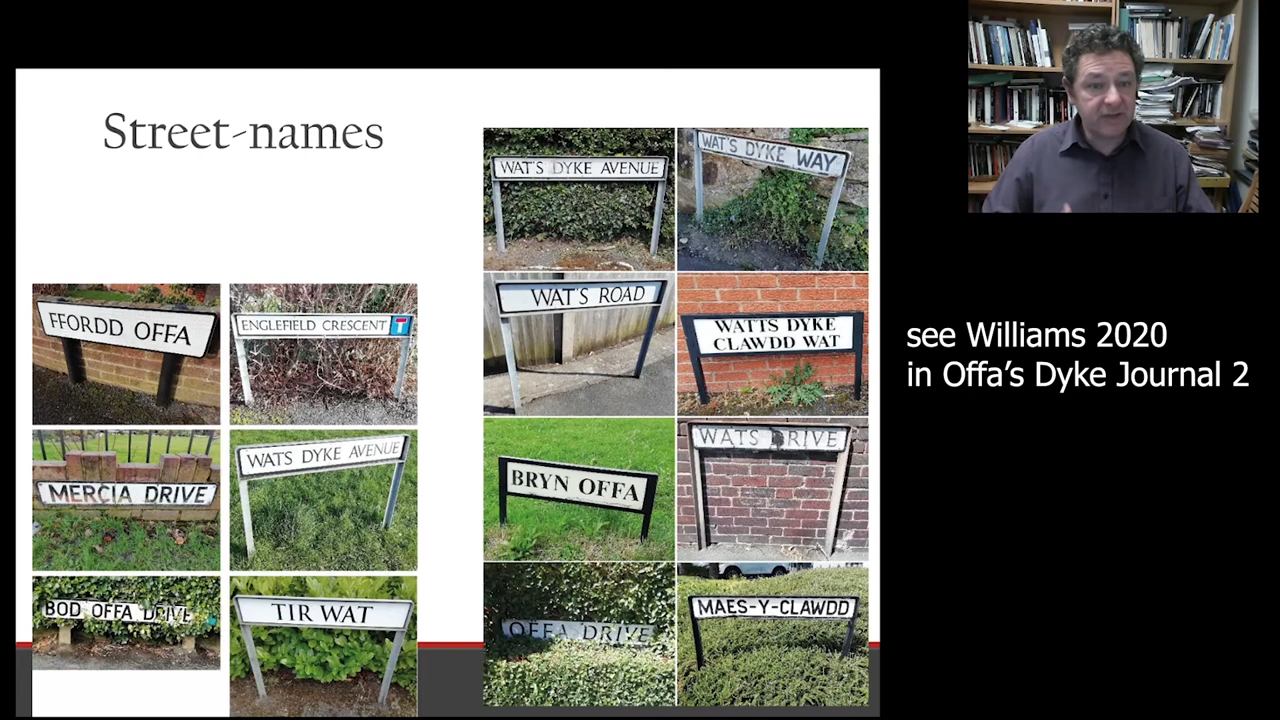 Street-names
FFORDD OFFA
ENGLEFIELD CRESCENT
MERCIA DRIVE
WATS DYKE AVENUE
BOD OFFA DRIVE
TIR WAT
WAT'S DYKE AVENUE
WAT'S DYKE WAY
WAT'S ROAD
WATTS DYKE
CLAWDD WAT
BRYN OFFA
WATS DRIVE
OFFA DRIVE
MAES-Y-CLAWDD
see Williams 2020
in Offa's Dyke Journal 2